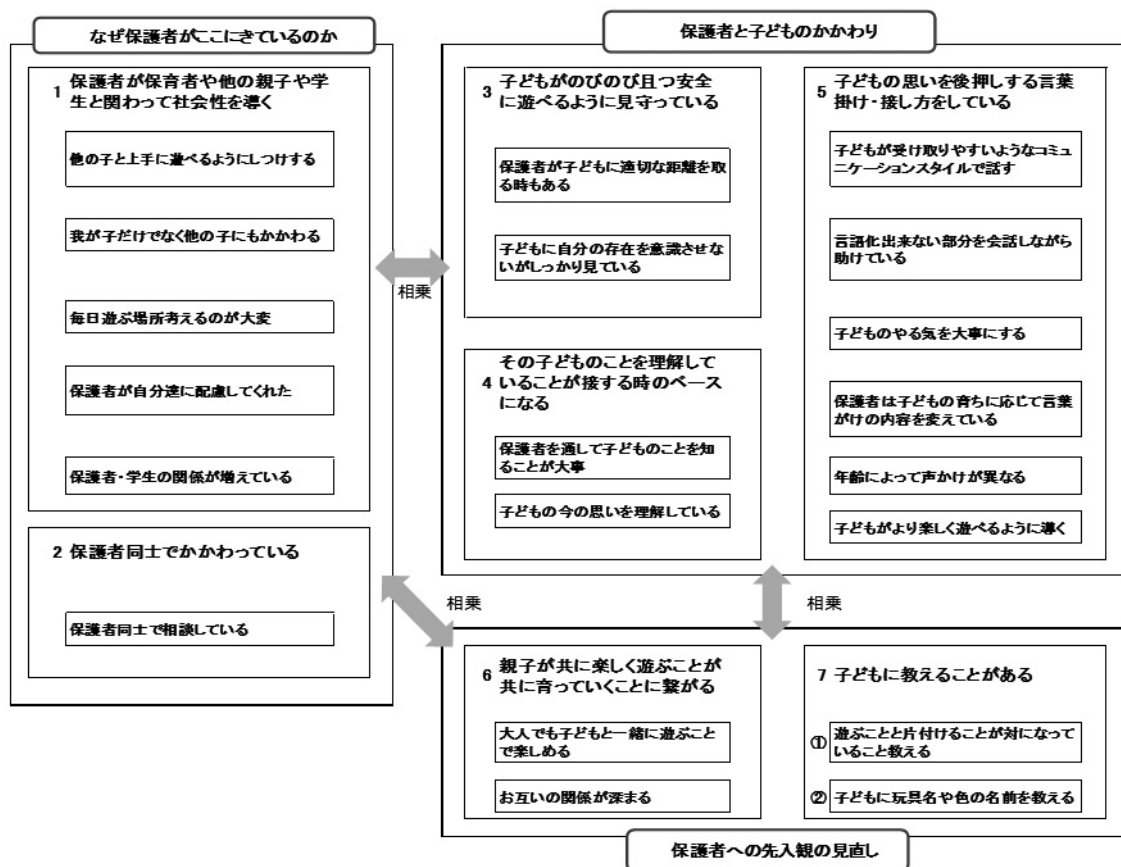 なぜ保護者がここにきているのか
1 保護者が保育者や他の親子や学
生と関わって社会性を導く
他の子と上手に遊べるようにしつけする
我が子だけでなく他の子にもかかわる
毎日遊ぶ場所考えるのが大変
保護者が自分達に配慮してくれた
保護者・学生の関係が増えている
2 保護者同士でかかわっている
保護者同士で相談している
相乗
保護者と子どものかかわり
3 子どもがのびのび且つ安全
に遊べるように見守っている
保護者が子どもに適切な距離を取
る時もある
子どもに自分の存在を意識させな
いがしっかり見ている
その子どものことを理解して
4 いることが接する時のベース
になる
保護者を通して子どものことを知
ることが大事
子どもの今の思いを理解している
5 子どもの思いを後押しする言葉
掛け・接し方をしている
子どもが受け取りやすいようなコミュ
ニケーションスタイルで話す
言語化出来ない部分を会話しながら
助けている
子どものやる気を大事にする
保護者は子どもの育ちに応じて言葉
がけの内容を変えている
年齢によって声かけが異なる
子どもがより楽しく遊べるように導く
相乗
相乗
6 親子が共に楽しく遊ぶことが
共に育っていくことに繋がる
大人でも子どもと一緒に遊ぶこと
で楽しめる
お互いの関係が深まる
7 子どもに教えることがある
① 遊ぶことと片付けることが対になって
いること教える
② 子どもに玩具名や色の名前を教える
保護者への先入観の見直し